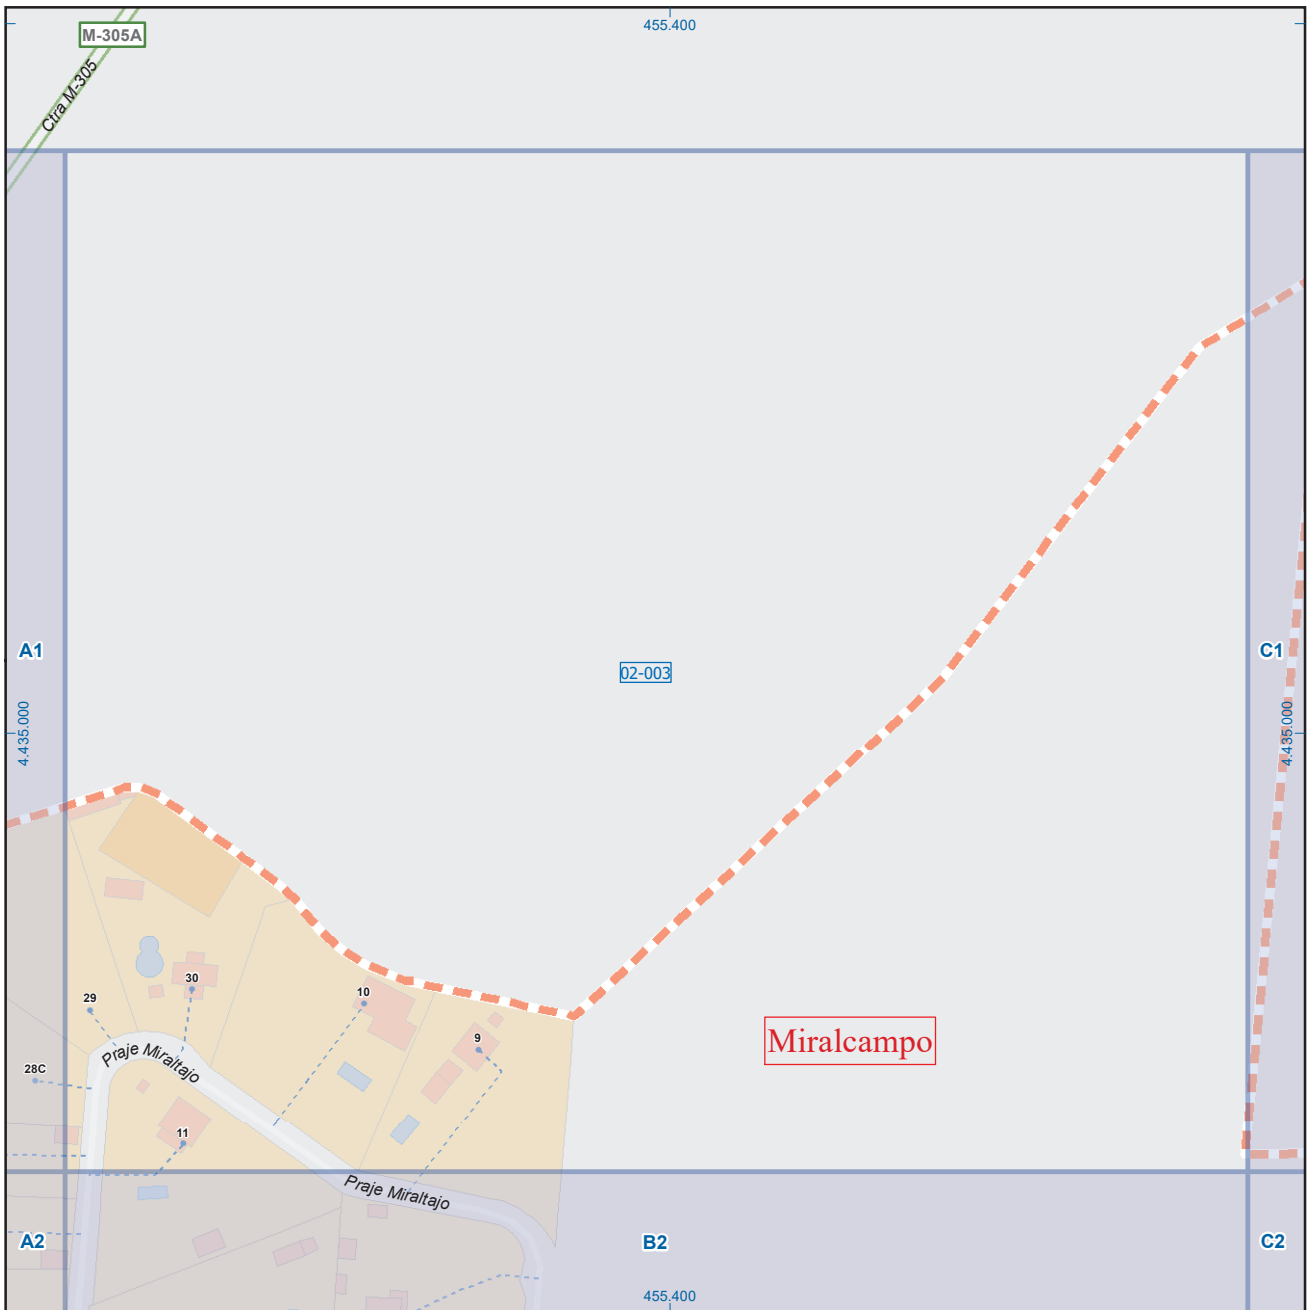 M-305A
455.400
Ctra M-305
A1
02-003
C1
4.435.000
4.435.000
30
10
29
9
Miralcampo
Praje Miraltajo
28C
11
Praje Miraltajo
A2
B2
C2
455.400